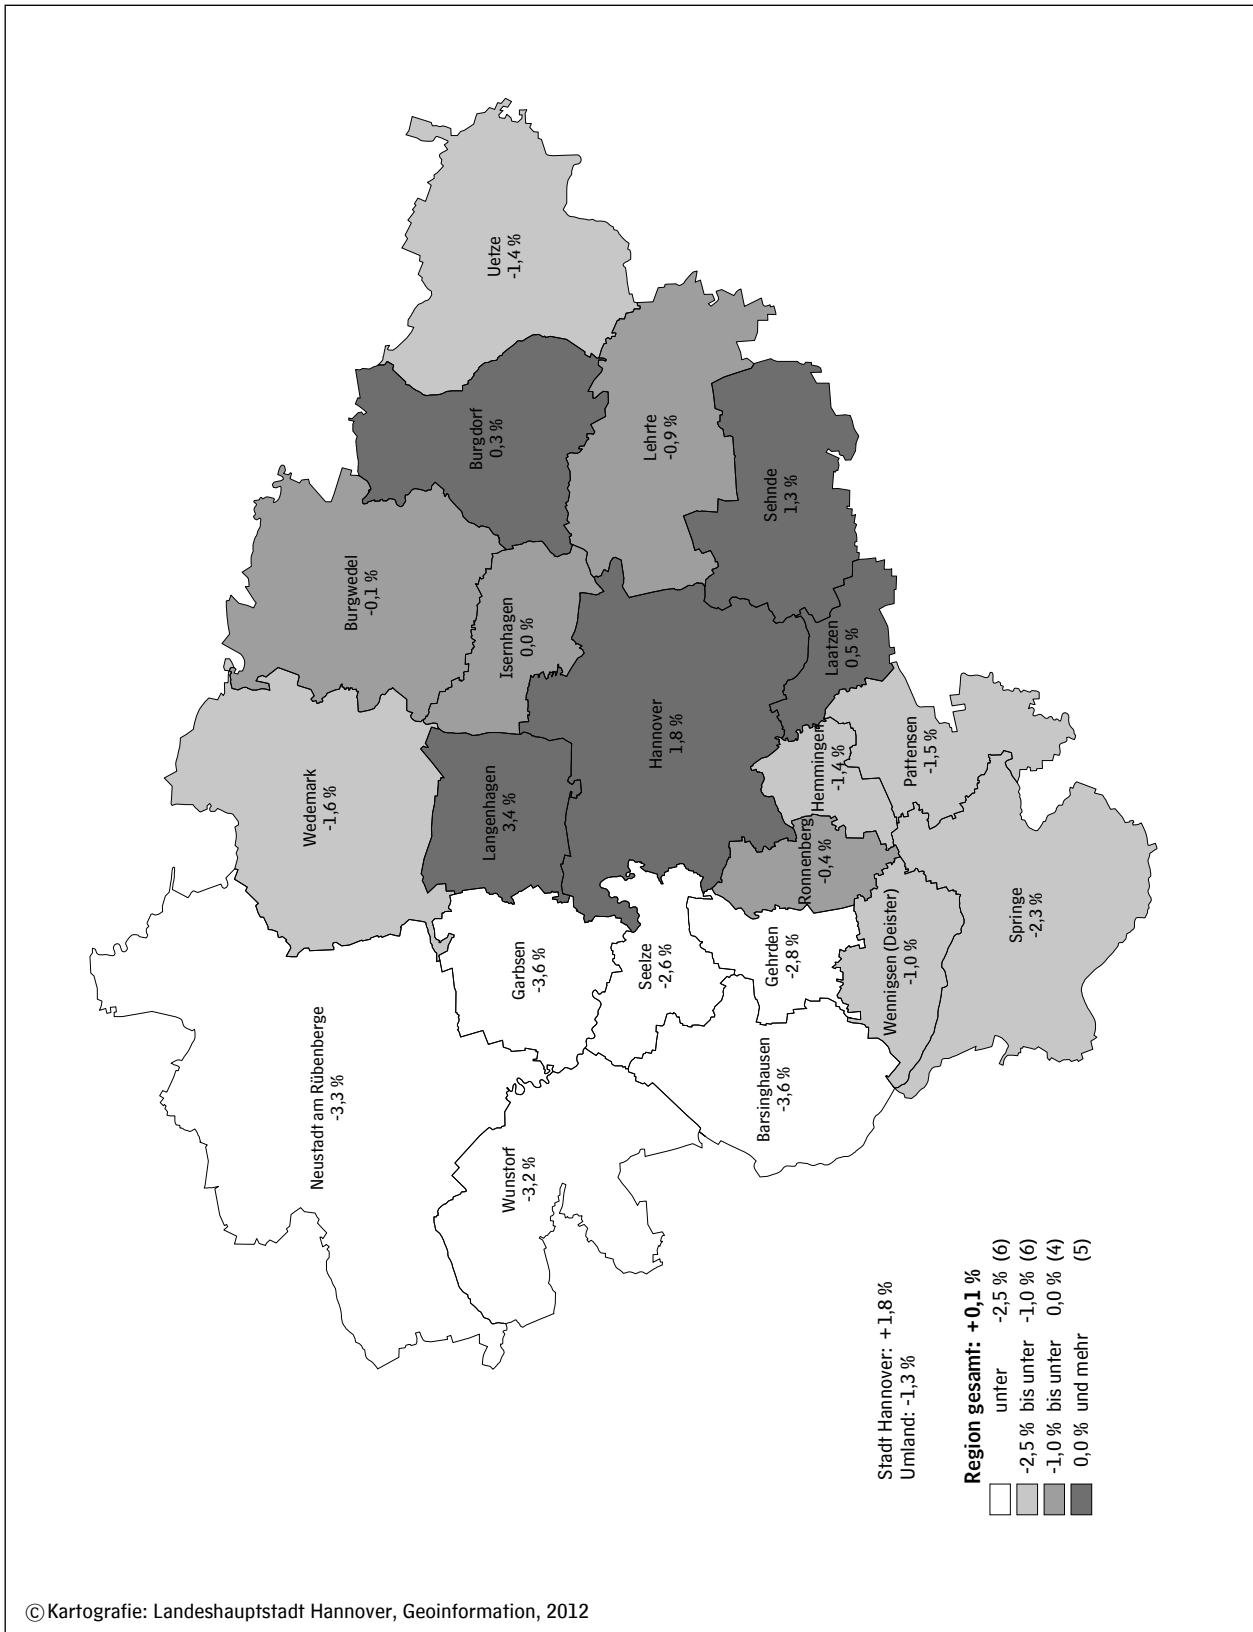 Neustadt am Rübenberge
-3,3 %
Wedemark
-1,6 %
Burgwedel
-0,1 %
Wunstorf
-3,2 %
Garbsen
-3,6 %
Langenhagen
3,4 %
Isernhagen
0,0 %
Burgdorf
0,3 %
Uetze
-1,4 %
Seelze
-2,6 %
Hannover
1,8 %
Lehrte
-0,9 %
Barsinghausen
-3,6 %
Gehrden
-2,8 %
Ronnenberg
-0,4 %
Hemmingen
-1,4 %
Laatzen
0,5 %
Sehnde
1,3 %
Wennigsen (Deister)
-1,0 %
Pattensen
-1,5 %
Springe
-2,3 %
Stadt Hannover: +1,8 %
Umland: -1,3 %
Region gesamt: +0,1 %
unter -2,5 % (6)
-2,5 % bis unter -1,0 % (6)
-1,0 % bis unter 0,0 % (4)
0,0 % und mehr (5)
© Kartografie: Landeshauptstadt Hannover, Geoinformation, 2012